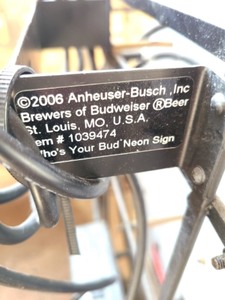 ©2006 Anheuser-Busch ,Inc
Brewers of Budweiser ®Beer
St. Louis, MO, U.S.A.
Item # 1039474
Who's Your Bud Neon Sign